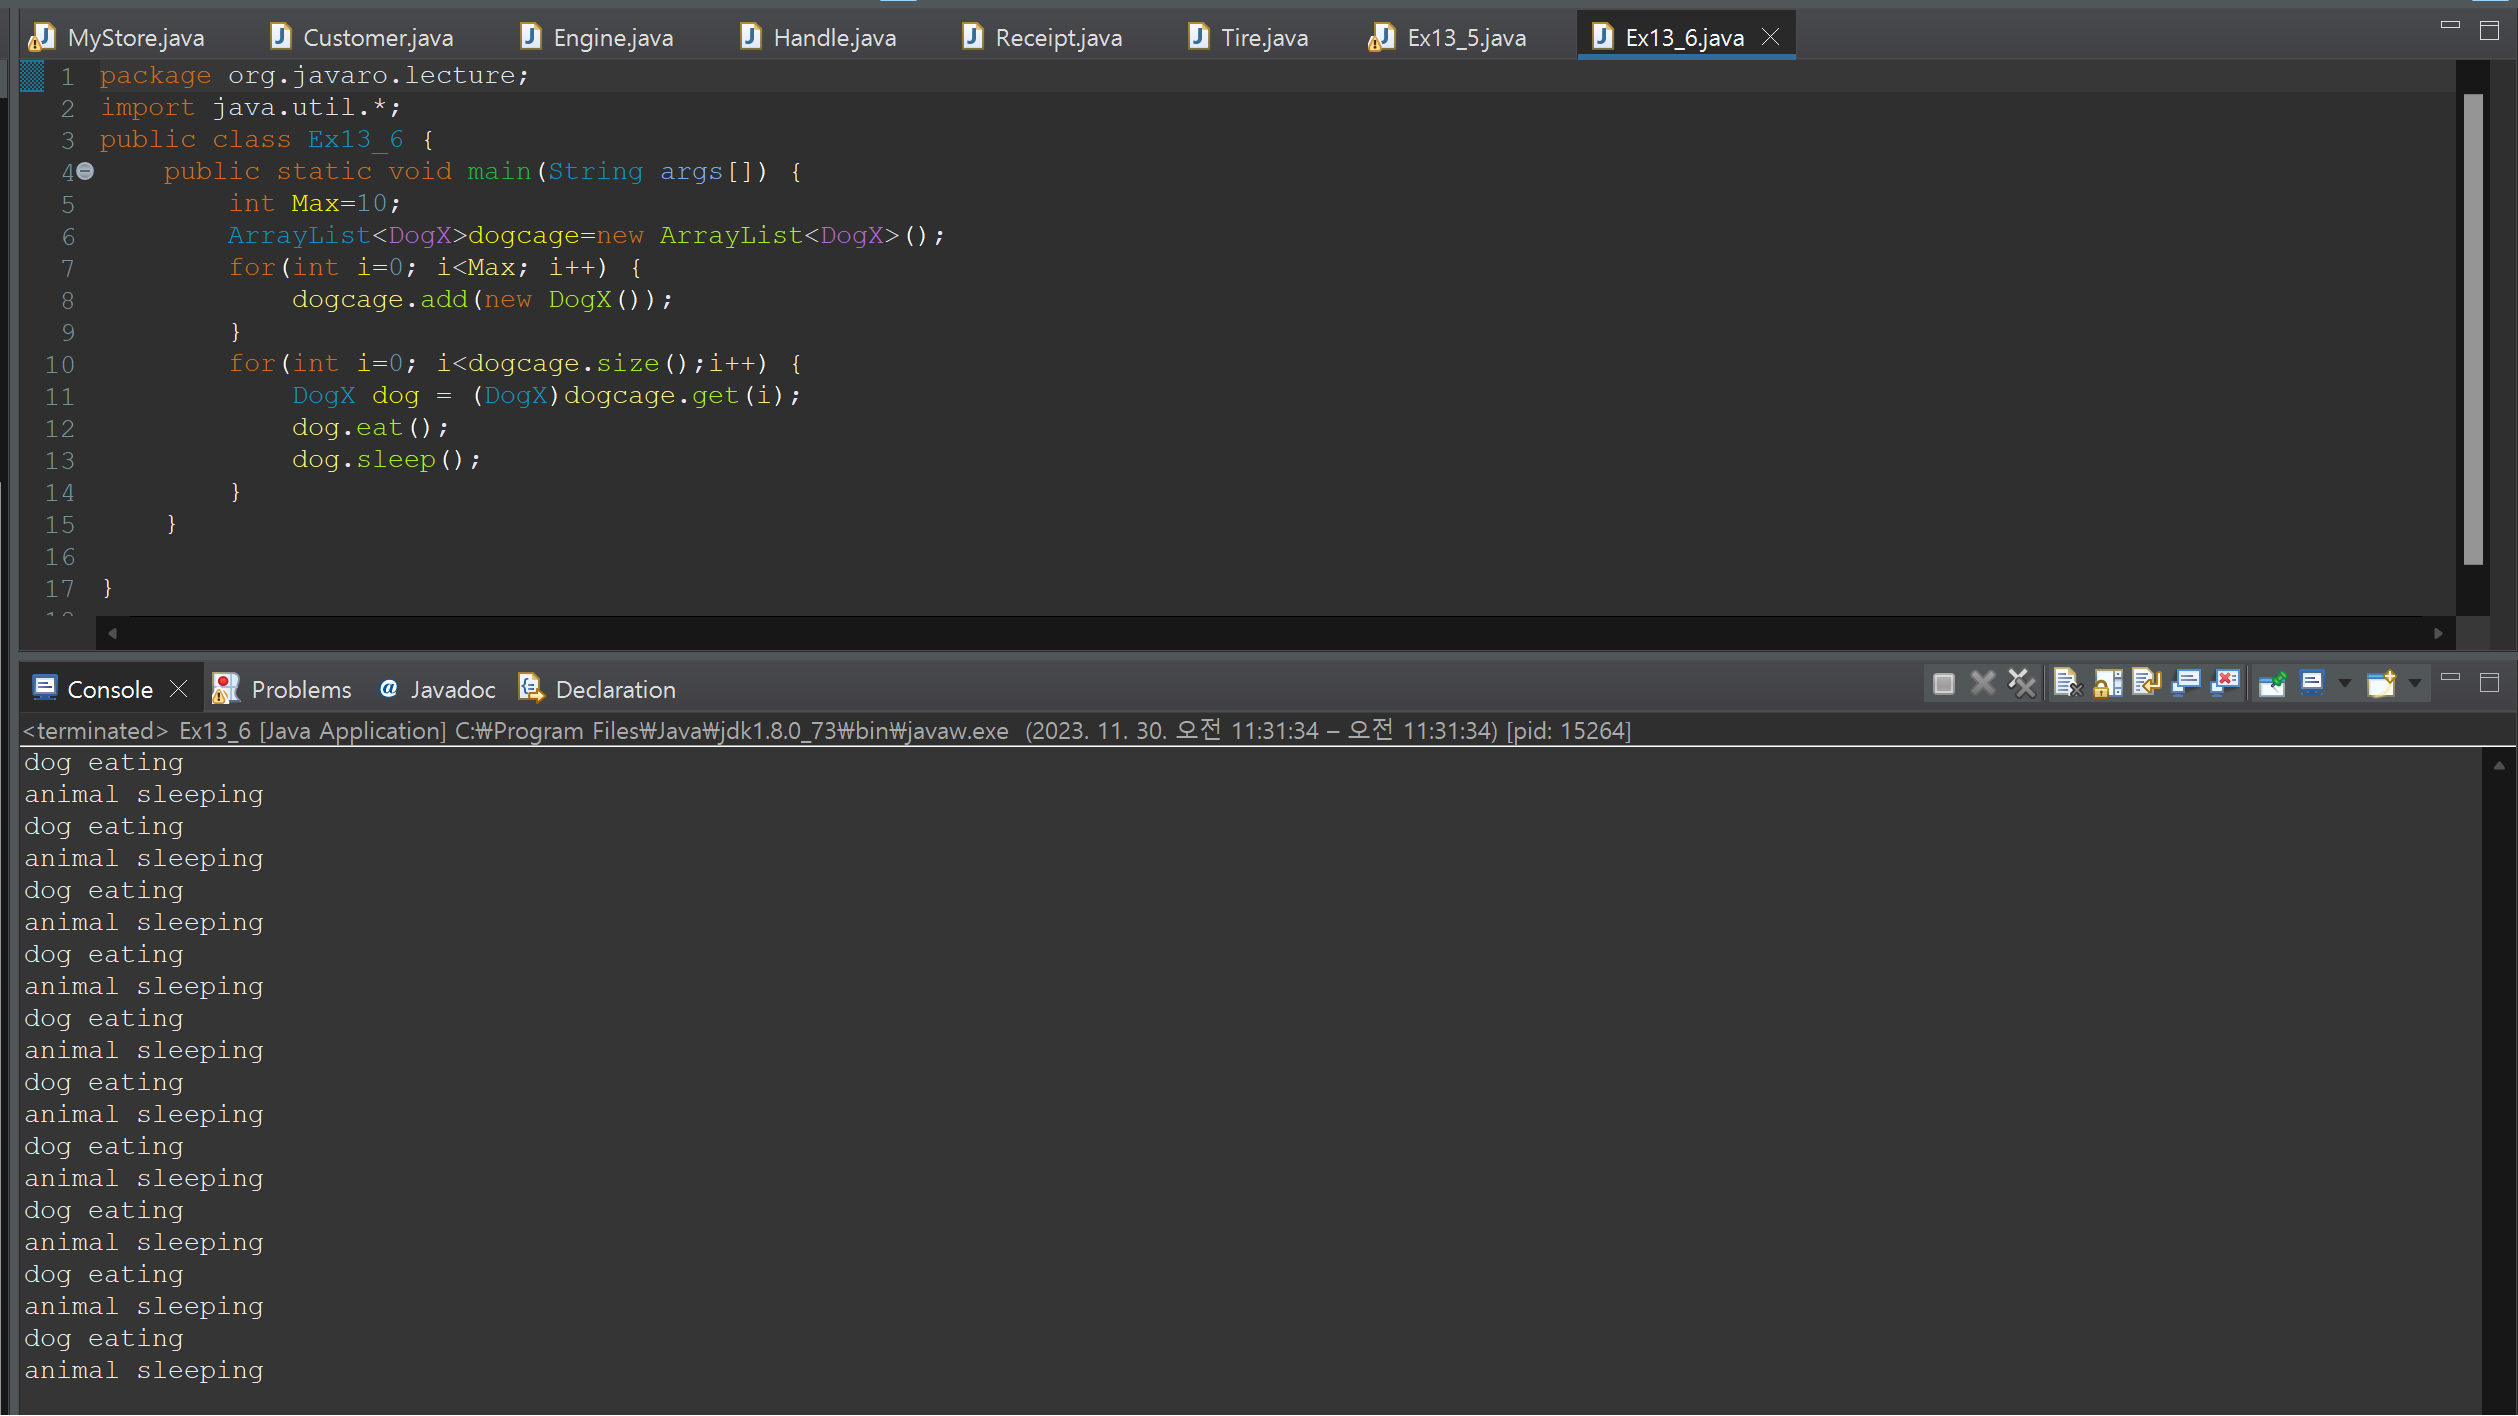 MyStore.java Customer.java Engine.java Handle.java Receipt.java Tire.java Ex13_5.java Ex13_6.java
1 package org.javaro.lecture;
2 import java.util.*;
3 public class Ex13_6 {
4 public static void main(String args[]) {
5 int Max=10;
6 ArrayList<DogX>dogcage=new ArrayList<DogX>();
7 for(int i=0; i<Max; i++) {
8 dogcage.add(new DogX());
9 }
10 for(int i=0; i<dogcage.size();i++) {
11 DogX dog = (DogX)dogcage.get(i);
12 dog.eat();
13 dog.sleep();
14 }
15 }
16
17 }
Console Problems @ Javadoc Declaration
<terminated> Ex13_6 [Java Application] C:₩Program Files₩Java₩jdk1.8.0_73₩bin₩javaw.exe (2023. 11. 30. 오전 11:31:34 – 오전 11:31:34) [pid: 15264]
dog eating
animal sleeping
dog eating
animal sleeping
dog eating
animal sleeping
dog eating
animal sleeping
dog eating
animal sleeping
dog eating
animal sleeping
dog eating
animal sleeping
dog eating
animal sleeping
dog eating
animal sleeping
dog eating
animal sleeping